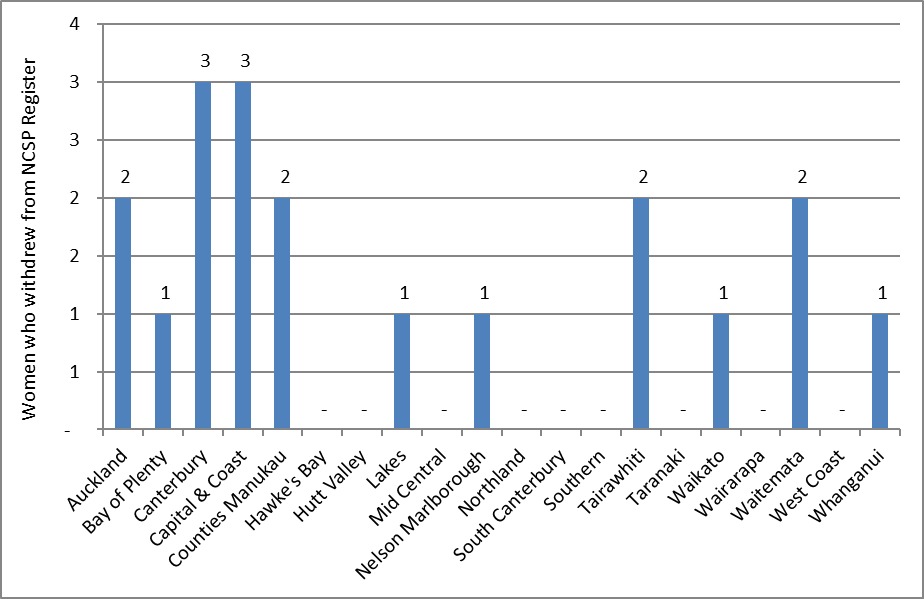 Women who withdrew from NCSP Register
4
3
3
2
2
1
1
-
2
1
3
3
2
-
-
1
-
1
-
-
-
2
-
1
-
2
-
1
Auckland
Bay of Plenty
Canterbury
Capital & Coast
Counties Manukau
Hawke's Bay
Hutt Valley
Lakes
Mid Central
Nelson Marlborough
Northland
South Canterbury
Southern
Tairawhiti
Taranaki
Waikato
Wairarapa
Waitemata
West Coast
Whanganui